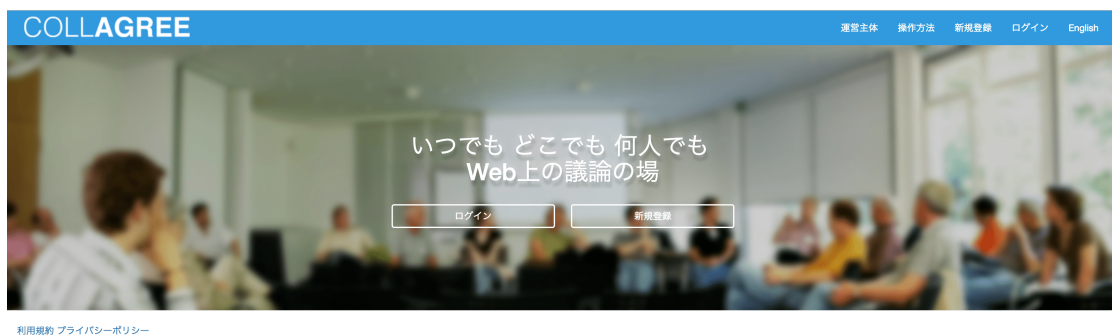 COLLAGREE
運営主体 操作方法 新規登録 ログイン English
いつでも どこでも 何人でも
Web上の議論の場
ログイン 新規登録
利用規約 プライバシーポリシー